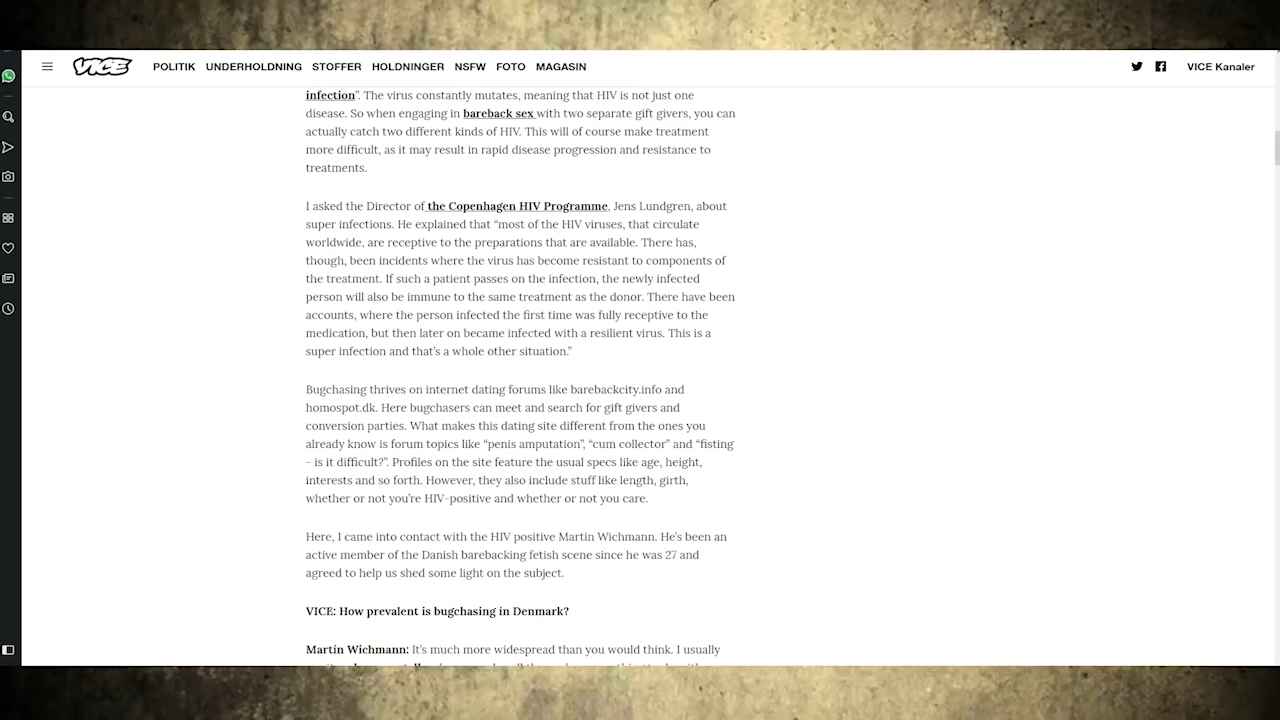 VICE POLITIK UNDERHOLDNING STOFFER HOLDNINGER NSFW FOTO MAGASIN VICE Kanaler
infection”. The virus constantly mutates, meaning that HIV is not just one
disease. So when engaging in bareback sex with two separate gift givers, you can
actually catch two different kinds of HIV. This will of course make treatment
more difficult, as it may result in rapid disease progression and resistance to
treatments.
I asked the Director of the Copenhagen HIV Programme, Jens Lundgren, about
super infections. He explained that “most of the HIV viruses, that circulate
worldwide, are receptive to the preparations that are available. There has,
though, been incidents where the virus has become resistant to components of
the treatment. If such a patient passes on the infection, the newly infected
person will also be immune to the same treatment as the donor. There have been
accounts, where the person infected the first time was fully receptive to the
medication, but then later on became infected with a resilient virus. This is a
super infection and that’s a whole other situation.”
Bugchasing thrives on internet dating forums like barebackcity.info and
homospot.dk. Here bugchasers can meet and search for gift givers and
conversion parties. What makes this dating site different from the ones you
already know is forum topics like “penis amputation”, “cum collector” and “fisting
– is it difficult?”. Profiles on the site feature the usual specs like age, height,
interests and so forth. However, they also include stuff like length, girth,
whether or not you’re HIV-positive and whether or not you care.
Here, I came into contact with the HIV positive Martin Wichmann. He’s been an
active member of the Danish barebacking fetish scene since he was 27 and
agreed to help us shed some light on the subject.
VICE: How prevalent is bugchasing in Denmark?
Martin Wichmann: It’s much more widespread than you would think. I usually